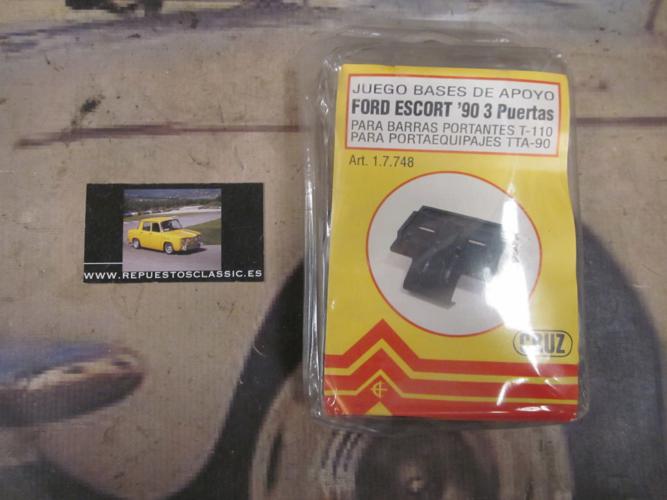 JUEGO BASES DE APOYO
FORD ESCORT '90 3 Puertas
PARA BARRAS PORTANTES T-110
PARA PORTAEQUIPAJES TTA-90
Art. 1.7.748
CRUZ
WWW.REPUESTOSCLASSIC.ES